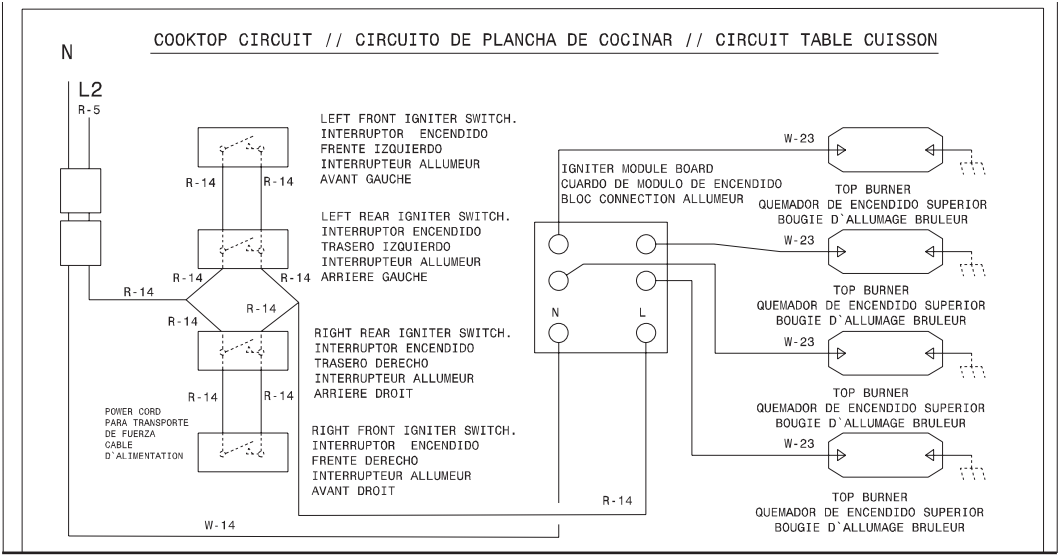 COOKTOP CIRCUIT // CIRCUITO DE PLANCHA DE COCINAR // CIRCUIT TABLE CUISSON
N
L2
R-5
LEFT FRONT IGNITER SWITCH.
INTERRUPTOR ENCENDIDO
FRENTE IZQUIERDO
INTERRUPTEUR ALLUMEUR
AVANT GAUCHE
R-14
R-14
LEFT REAR IGNITER SWITCH.
INTERRUPTOR ENCENDIDO
TRASERO IZQUIERDO
INTERRUPTEUR ALLUMEUR
ARRIERE GAUCHE
R-14
R-14
R-14
R-14
R-14
RIGHT REAR IGNITER SWITCH.
INTERRUPTOR ENCENDIDO
TRASERO DERECHO
INTERRUPTEUR ALLUMEUR
ARRIERE DROIT
R-14
R-14
POWER CORD
PARA TRANSPORTE
DE FUERZA
CABLE
D'ALIMENTATION
RIGHT FRONT IGNITER SWITCH.
INTERRUPTOR ENCENDIDO
FRENTE DERECHO
INTERRUPTEUR ALLUMEUR
AVANT DROIT
W-14
R-14
IGNITER MODULE BOARD
CUARDO DE MODULO DE ENCENDIDO
BLOC CONNECTION ALLUMEUR
N
L
W-23
TOP BURNER
QUEMADOR DE ENCENDIDO SUPERIOR
BOUGIE D`ALLUMAGE BRULEUR
W-23
TOP BURNER
QUEMADOR DE ENCENDIDO SUPERIOR
BOUGIE D`ALLUMAGE BRULEUR
W-23
TOP BURNER
QUEMADOR DE ENCENDIDO SUPERIOR
BOUGIE D`ALLUMAGE BRULEUR
W-23
TOP BURNER
QUEMADOR DE ENCENDIDO SUPERIOR
BOUGIE D`ALLUMAGE BRULEUR